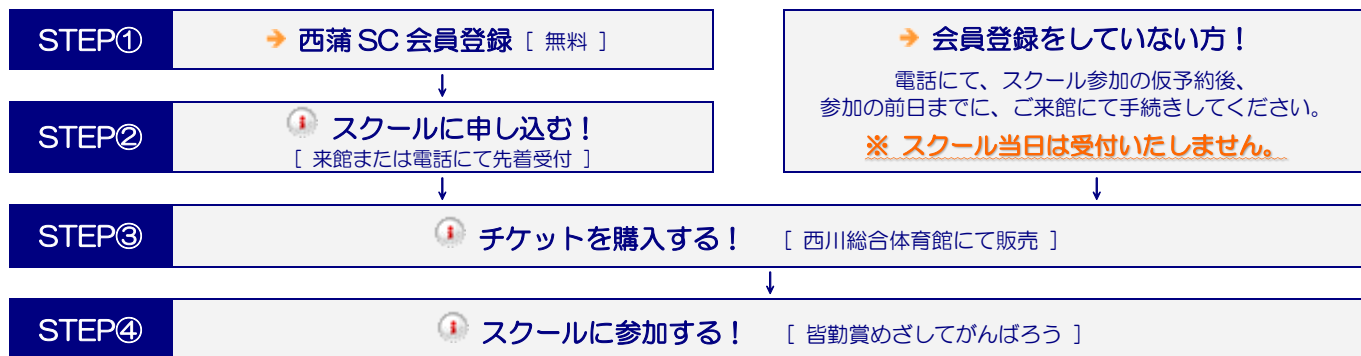 STEP①
西蒲 SC 会員登録 [ 無料 ]
STEP②
スクールに申し込む！
[ 来館または電話にて先着受付 ]
会員登録をしていない方！
電話にて、スクール参加の仮予約後、
参加の前日までに、ご来館にて手続きしてください。
※ スクール当日は受付いたしません。
STEP③
チケットを購入する！ [ 西川総合体育館にて販売 ]
STEP④
スクールに参加する！ [ 皆勤賞めざしてがんばろう ]